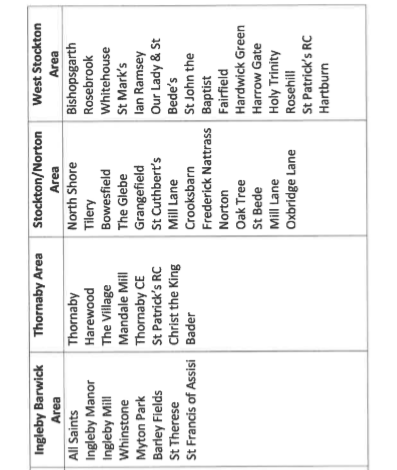 Ingleby Barwick
Area
All Saints
Ingleby Manor
Ingleby Mill
Whinstone
Myton Park
Barley Fields
St Therese
St Francis of Assisi
Thornaby Area
Thornaby
Harewood
The Village
Mandale Mill
Thornaby CE
St Patrick's RC
Christ the King
Bader
Stockton/Norton
Area
North Shore
Tilery
Bowesfield
The Glebe
Grangefield
St Cuthbert's
Mill Lane
Crooksbarn
Frederick Nattrass
Norton
Oak Tree
St Bede
Mill Lane
Oxbridge Lane
West Stockton
Area
Bishopsgarth
Rosebrook
Whitehouse
St Mark's
Ian Ramsey
Our Lady & St
Bede's
St John the
Baptist
Fairfield
Hardwick Green
Harrow Gate
Holy Trinity
Rosehill
St Patrick's RC
Hartburn